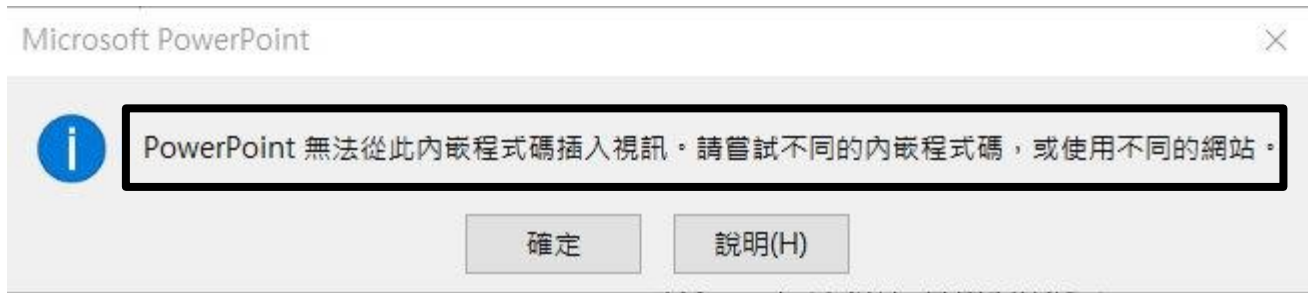 Microsoft PowerPoint
PowerPoint 無法從此內嵌程式碼插入視訊。請嘗試不同的內嵌程式碼，或使用不同的網站。
確定
說明(H)